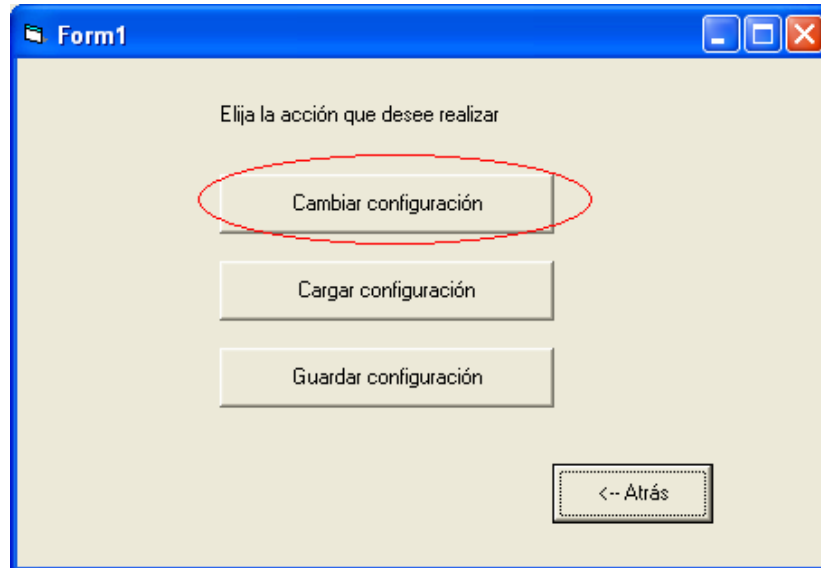 Form1
Elija la acción que desee realizar
Cambiar configuración
Cargar configuración
Guardar configuración
<-- Atrás